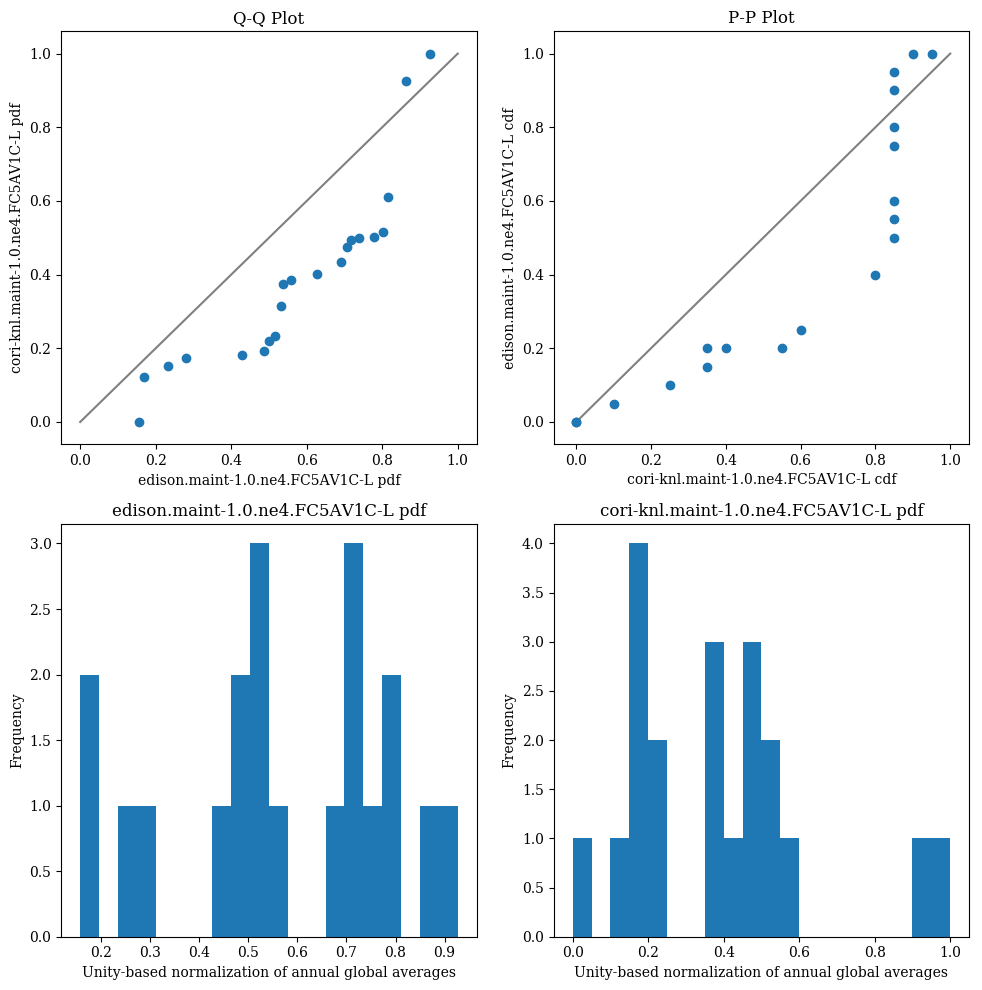 Q-Q Plot
1.0
0.8
0.6
0.4
0.2
0.0
cori-knl.maint-1.0.ne4.FC5AV1C-L pdf
0.0 0.2 0.4 0.6 0.8 1.0
edison.maint-1.0.ne4.FC5AV1C-L pdf
P-P Plot
1.0
0.8
0.6
0.4
0.2
0.0
edison.maint-1.0.ne4.FC5AV1C-L cdf
0.0 0.2 0.4 0.6 0.8 1.0
cori-knl.maint-1.0.ne4.FC5AV1C-L cdf
edison.maint-1.0.ne4.FC5AV1C-L pdf
3.0
2.5
2.0
1.5
1.0
0.5
0.0
Frequency
0.2 0.3 0.4 0.5 0.6 0.7 0.8 0.9
Unity-based normalization of annual global averages
cori-knl.maint-1.0.ne4.FC5AV1C-L pdf
4.0
3.5
3.0
2.5
2.0
1.5
1.0
0.5
0.0
Frequency
0.0 0.2 0.4 0.6 0.8 1.0
Unity-based normalization of annual global averages